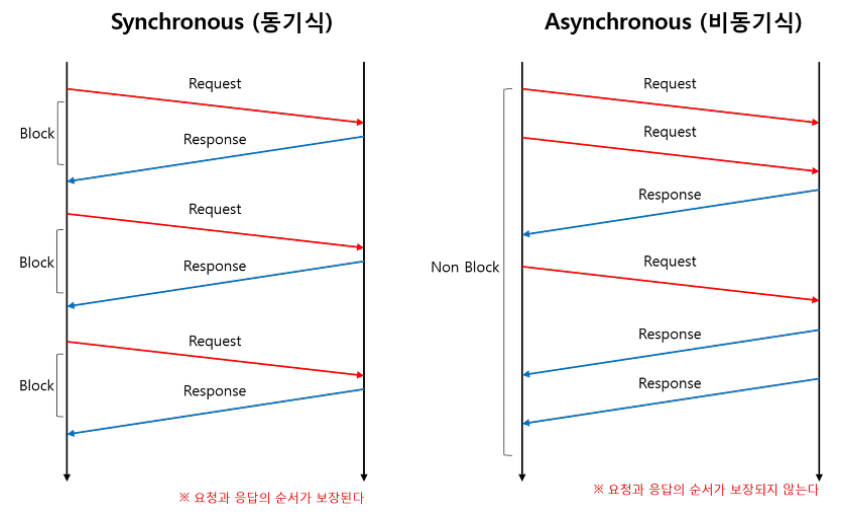 Synchronous (동기식)
Request
Block
Response
Request
Block
Response
Request
Block
Response
※ 요청과 응답의 순서가 보장된다
Asynchronous (비동기식)
Request
Request
Response
Non Block
Request
Response
Response
※ 요청과 응답의 순서가 보장되지 않는다